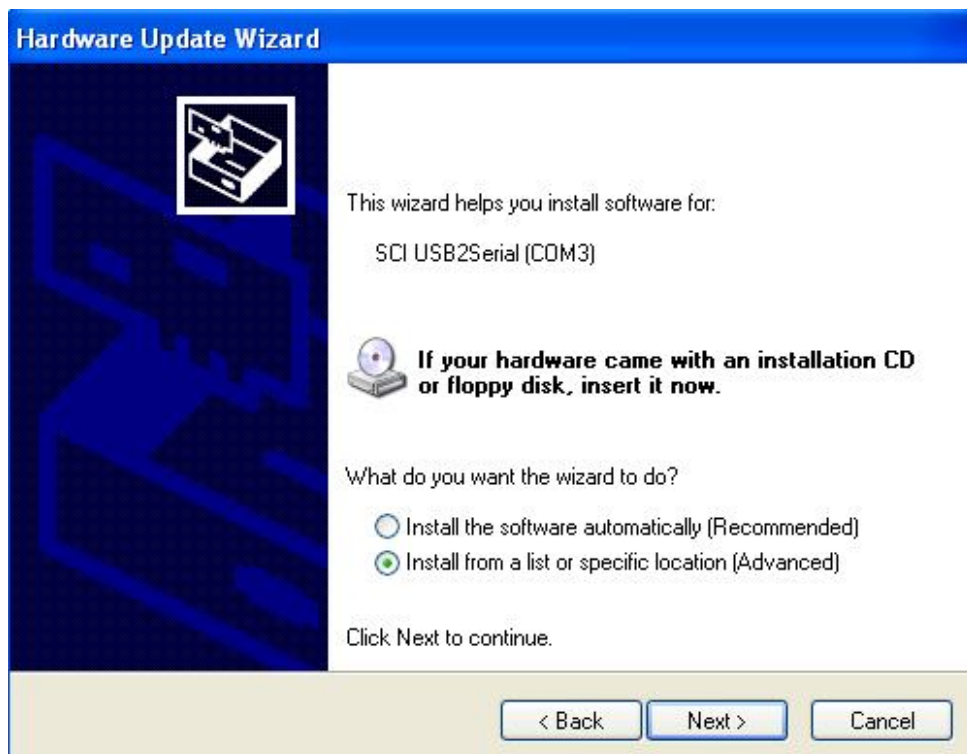 Hardware Update Wizard
This wizard helps you install software for:
SCI USB2Serial (COM3)
If your hardware came with an installation CD
or floppy disk, insert it now.
What do you want the wizard to do?
Install the software automatically (Recommended)
Install from a list or specific location (Advanced)
Click Next to continue.
< Back Next > Cancel